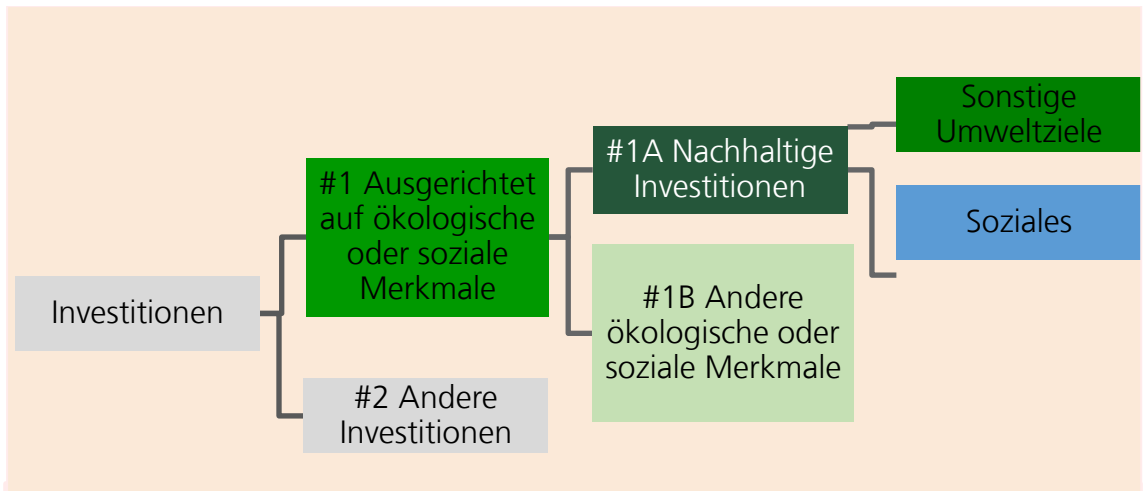 Investitionen
#1 Ausgerichtet
auf ökologische
oder soziale
Merkmale
#2 Andere
Investitionen
#1A Nachhaltige
Investitionen
#1B Andere
ökologische oder
soziale Merkmale
Sonstige
Umweltziele
Soziales